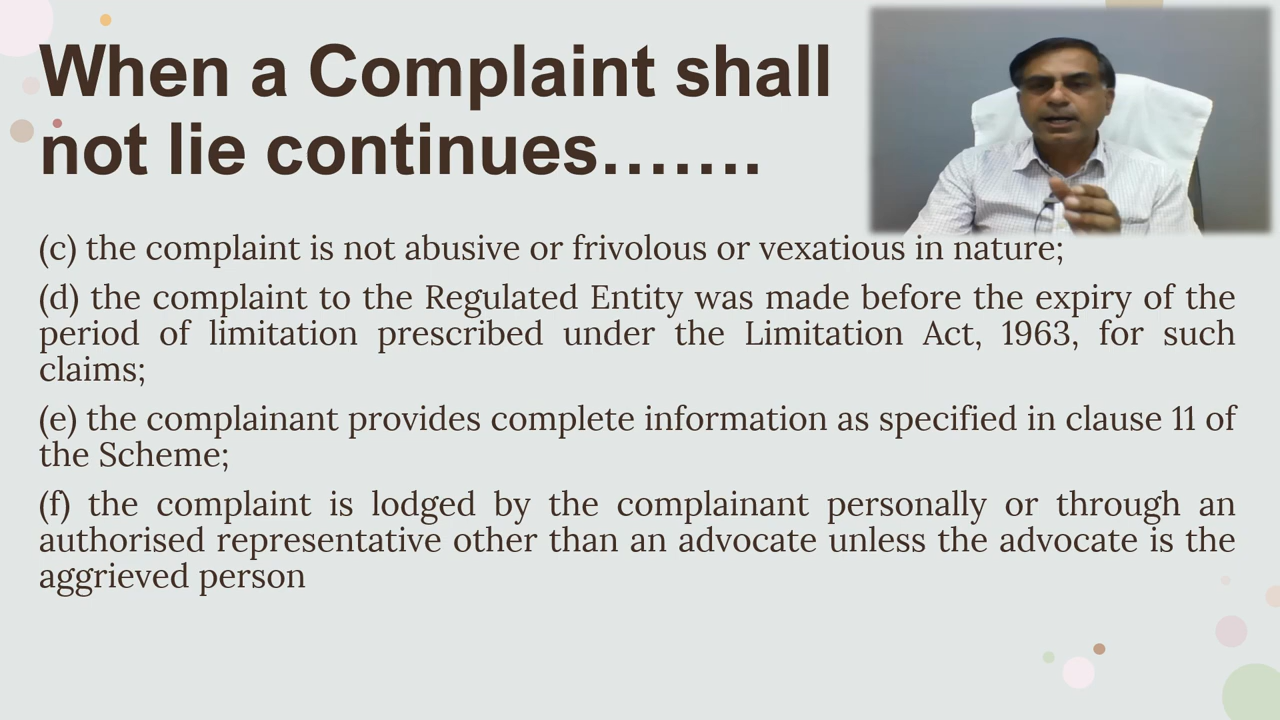 When a Complaint shall
not lie continues…….
(c) the complaint is not abusive or frivolous or vexatious in nature;
(d) the complaint to the Regulated Entity was made before the expiry of the
period of limitation prescribed under the Limitation Act, 1963, for such
claims;
(e) the complainant provides complete information as specified in clause 11 of
the Scheme;
(f) the complaint is lodged by the complainant personally or through an
authorised representative other than an advocate unless the advocate is the
aggrieved person